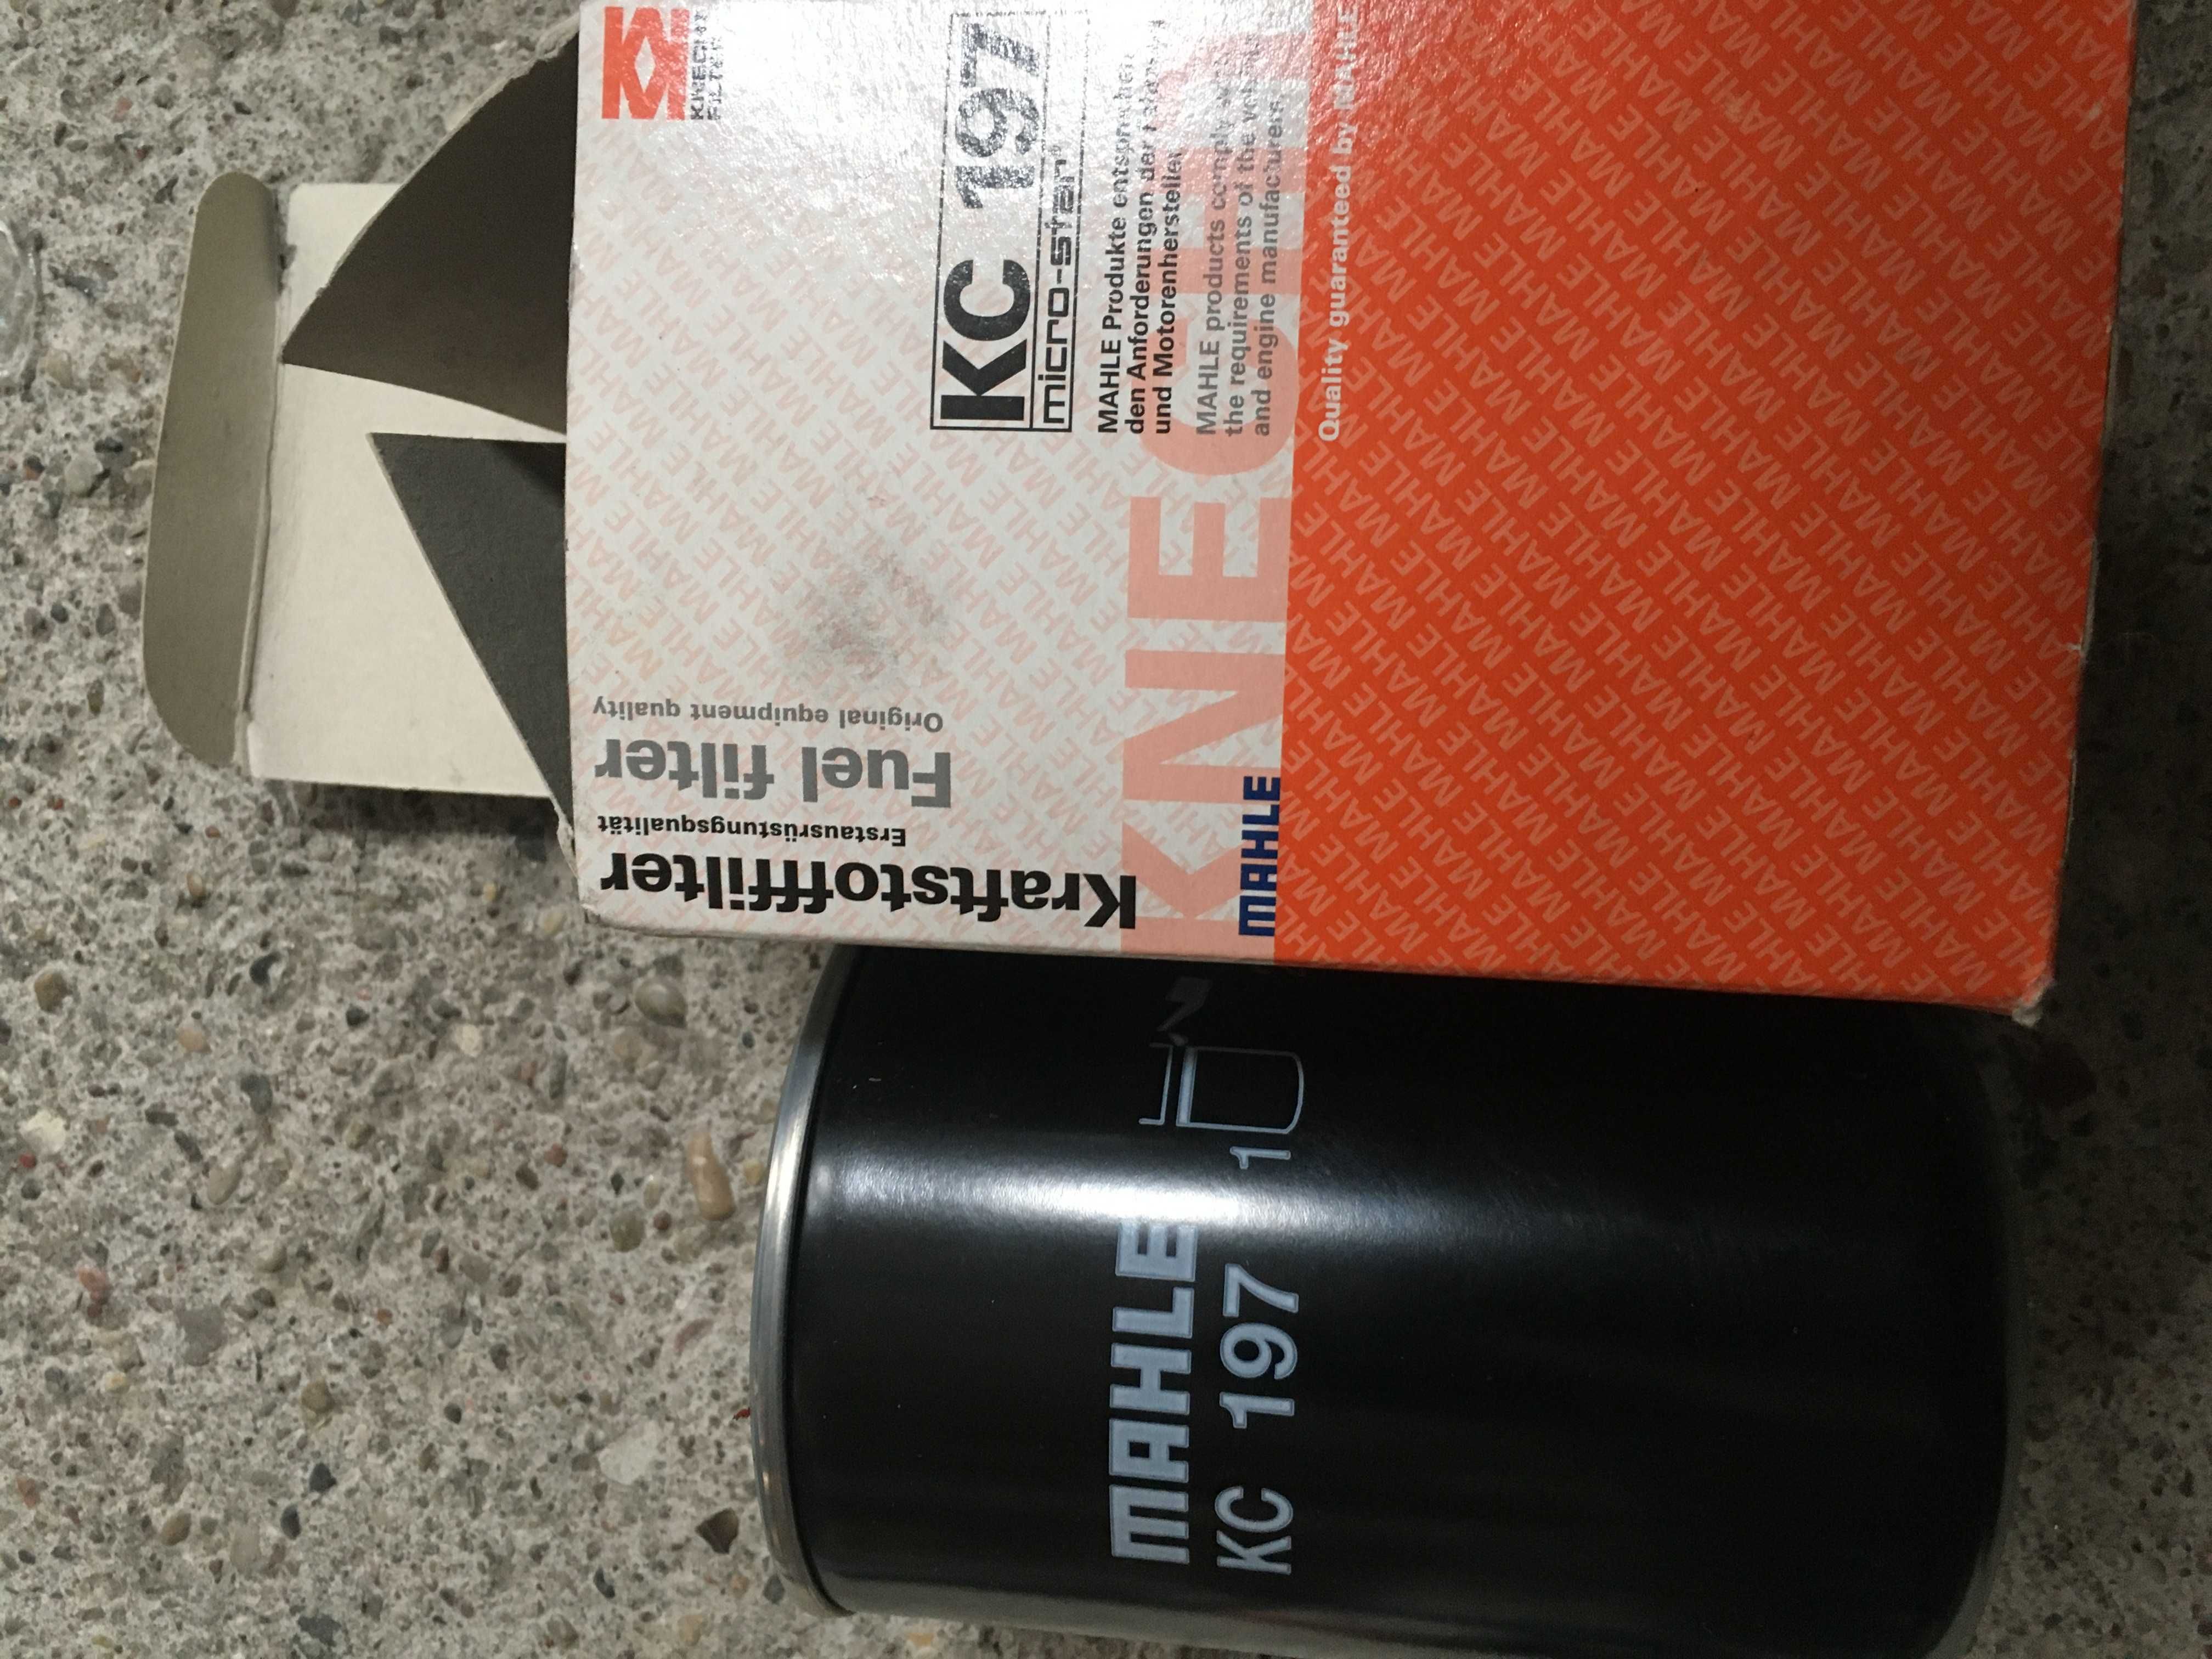 KNECHT
FILTER
KC 197
micro-star®
MAHLE Produkte entsprechen
den Anforderungen der
und Motorenhersteller.
MAHLE products comply
the requirements of the
and engine manufacturers.
Quality guaranteed by MAHLE
Kraftstofffilter
Erstausrüstungsqualität
Fuel filter
Original equipment quality
KNECHT
MAHLE
MAHLE
KC 197
1